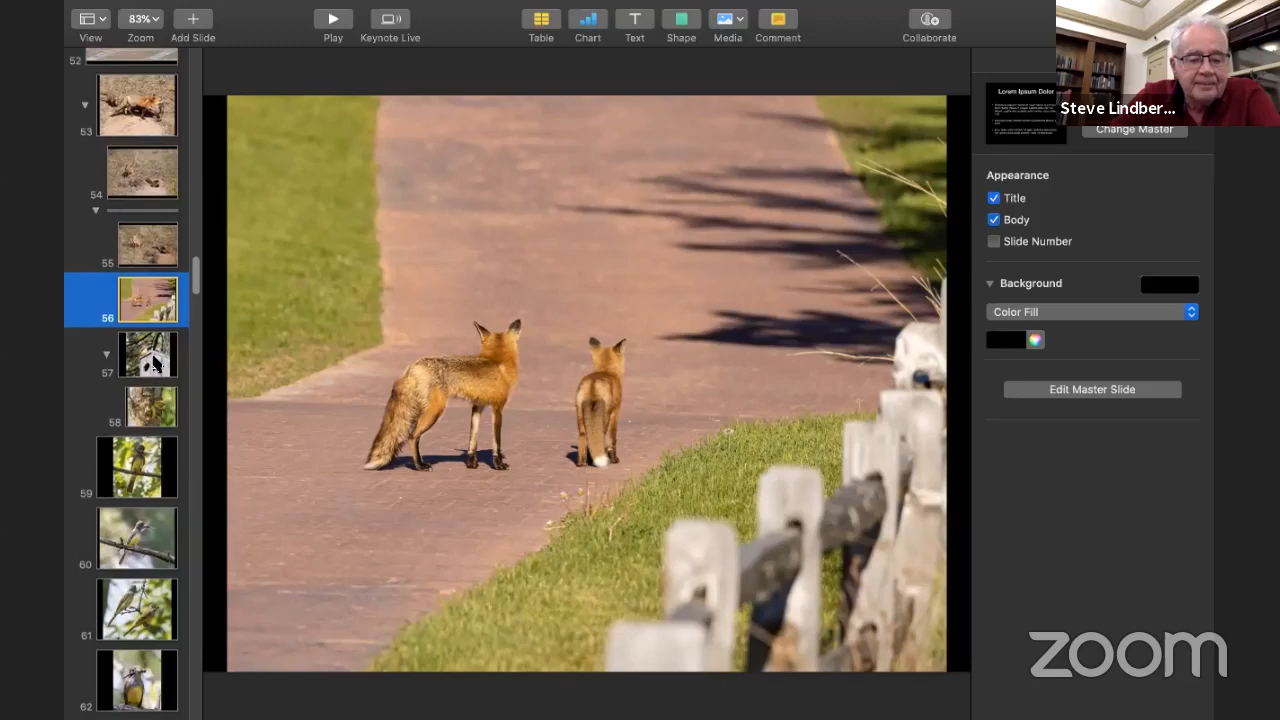 83%
View
Zoom
Add Slide
Play
Keynote Live
Table
Chart
Text
Shape
Media
Comment
Collaborate
T
Steve Lindber...
Lorem Ipsum Dolor
Change Master
Appearance
Title
Body
Slide Number
Background
Color Fill
Edit Master Slide
52
53
54
55
56
57
58
59
60
61
62
zoom